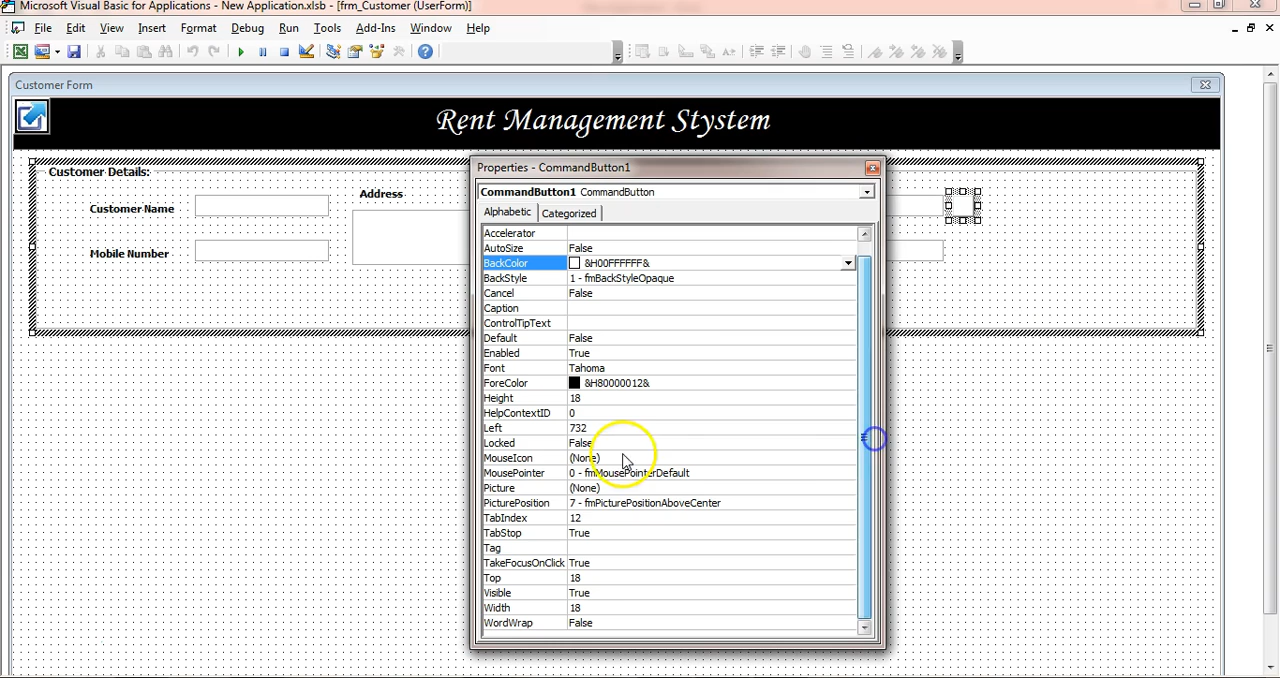 Microsoft Visual Basic for Applications - New Application.xlsb - [frm_Customer (UserForm)]
File Edit View Insert Format Debug Run Tools Add-Ins Window Help
Customer Form
Rent Management Stystem
Customer Details:
Customer Name
Address
Mobile Number
Properties - CommandButton1
CommandButton1 CommandButton
Alphabetic Categorized
Accelerator
AutoSize False
BackColor &H00FFFFFF&
BackStyle 1 - fmBackStyleOpaque
Cancel False
Caption
ControlTipText
Default False
Enabled True
Font Tahoma
ForeColor &H80000012&
Height 18
HelpContextID 0
Left 732
Locked False
MouseIcon (None)
MousePointer 0 - fmMousePointerDefault
Picture (None)
PicturePosition 7 - fmPicturePositionAboveCenter
TabIndex 12
TabStop True
Tag
TakeFocusOnClick True
Top 18
Visible True
Width 18
WordWrap False